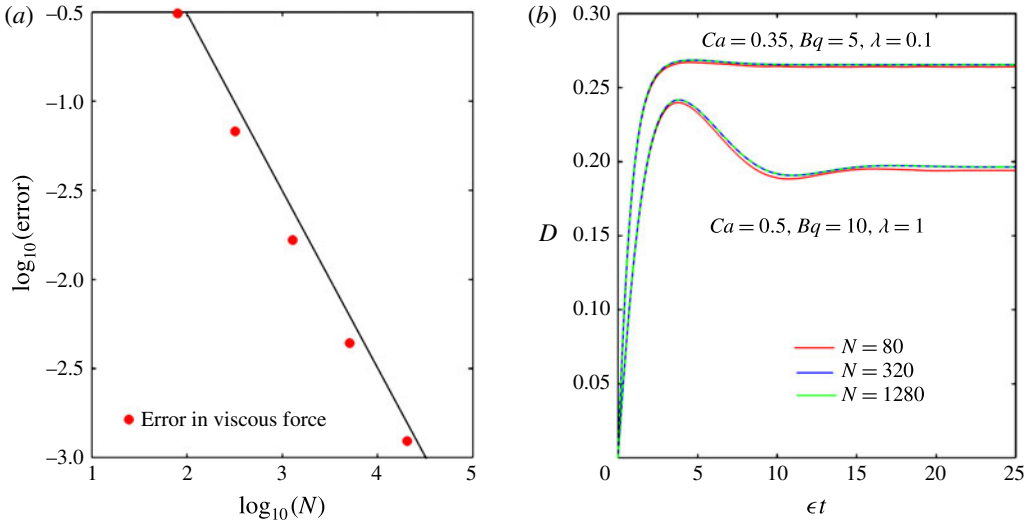 (a)
−0.5
−1.0
−2.5
−2.0
−2.5
−3.0
log10(error)
Error in viscous force
1
2
3
4
5
log10(N)
(b)
0.30
0.25
0.20
0.15
0.10
0.05
0
D
Ca = 0.35, Bq = 5, λ = 0.1
Ca = 0.5, Bq = 10, λ = 1
N = 80
N = 320
N = 1280
5
10
15
20
25
ϵ t